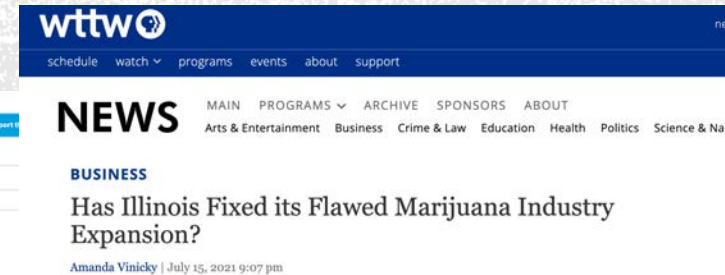 wttw
schedule watch programs events about support
NEWS
MAIN PROGRAMS ARCHIVE SPONSORS ABOUT
Arts & Entertainment Business Crime & Law Education Health Politics Science &
BUSINESS
Has Illinois Fixed its Flawed Marijuana Industry
Expansion?
Amanda Vinicky | July 15, 2021 9:07 pm